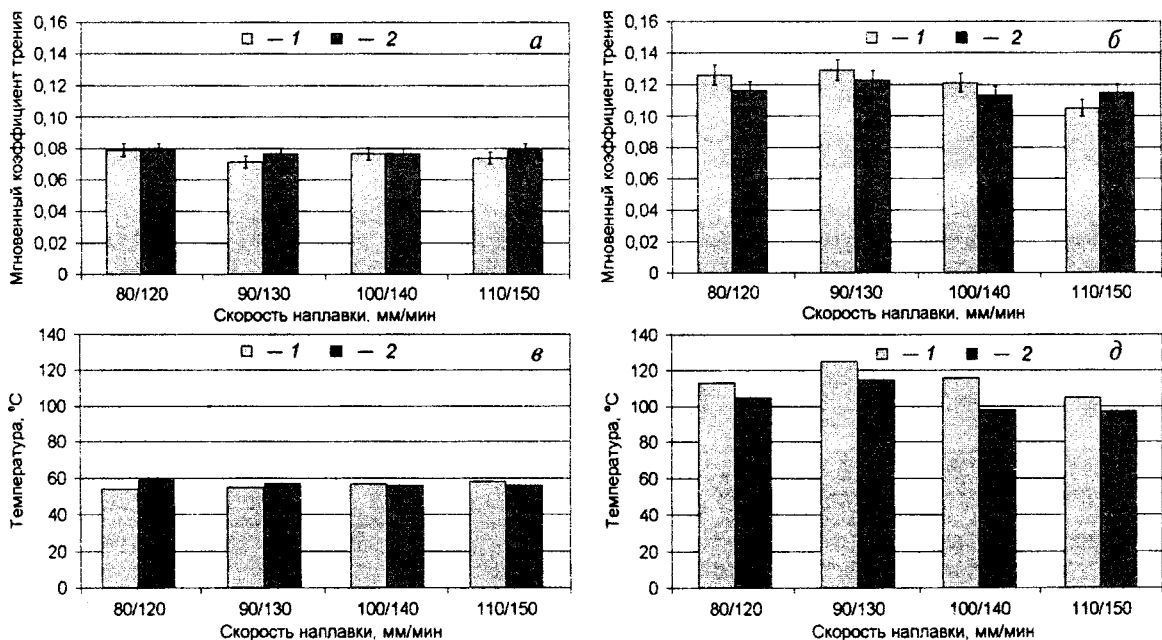 Мгновенный коэффициент трения
0,16
0,14
0,12
0,10
0,08
0,06
0,04
0,02
0
– 1 – 2 а
80/120 90/130 100/140 110/150
Скорость наплавки, мм/мин
Мгновенный коэффициент трения
0,16
0,14
0,12
0,10
0,08
0,06
0,04
0,02
0
– 1 – 2 б
80/120 90/130 100/140 110/150
Скорость наплавки, мм/мин
Температура, °С
140
120
100
80
60
40
20
0
– 1 – 2 в
80/120 90/130 100/140 110/150
Скорость наплавки, мм/мин
Температура, °С
140
120
100
80
60
40
20
0
– 1 – 2 д
80/120 90/130 100/140 110/150
Скорость наплавки, мм/мин